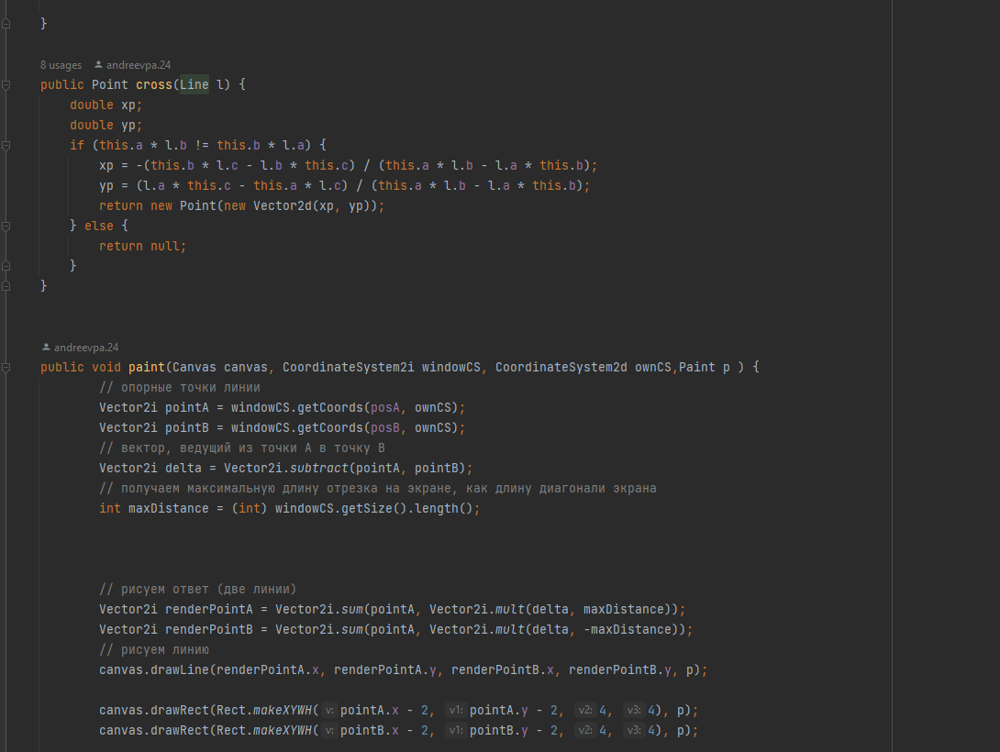 }
8 usages andreevpa.24
public Point cross(Line l) {
double xp;
double yp;
if (this.a * l.b != this.b * l.a) {
xp = -(this.b * l.c - l.b * this.c) / (this.a * l.b - l.a * this.b);
yp = (l.a * this.c - this.a * l.c) / (this.a * l.b - l.a * this.b);
return new Point(new Vector2d(xp, yp));
} else {
return null;
}
}
andreevpa.24
public void paint(Canvas canvas, CoordinateSystem2i windowCS, CoordinateSystem2d ownCS,Paint p ) {
// опорные точки линии
Vector2i pointA = windowCS.getCoords(posA, ownCS);
Vector2i pointB = windowCS.getCoords(posB, ownCS);
// вектор, ведущий из точки A в точку B
Vector2i delta = Vector2i.subtract(pointA, pointB);
// получаем максимальную длину отрезка на экране, как длину диагонали экрана
int maxDistance = (int) windowCS.getSize().length();
// рисуем ответ (две линии)
Vector2i renderPointA = Vector2i.sum(pointA, Vector2i.mult(delta, maxDistance));
Vector2i renderPointB = Vector2i.sum(pointA, Vector2i.mult(delta, -maxDistance));
// рисуем линию
canvas.drawLine(renderPointA.x, renderPointA.y, renderPointB.x, renderPointB.y, p);
canvas.drawRect(Rect.makeXYWH( v: pointA.x - 2, v1: pointA.y - 2, v2: 4, v3: 4), p);
canvas.drawRect(Rect.makeXYWH( v: pointB.x - 2, v1: pointB.y - 2, v2: 4, v3: 4), p);